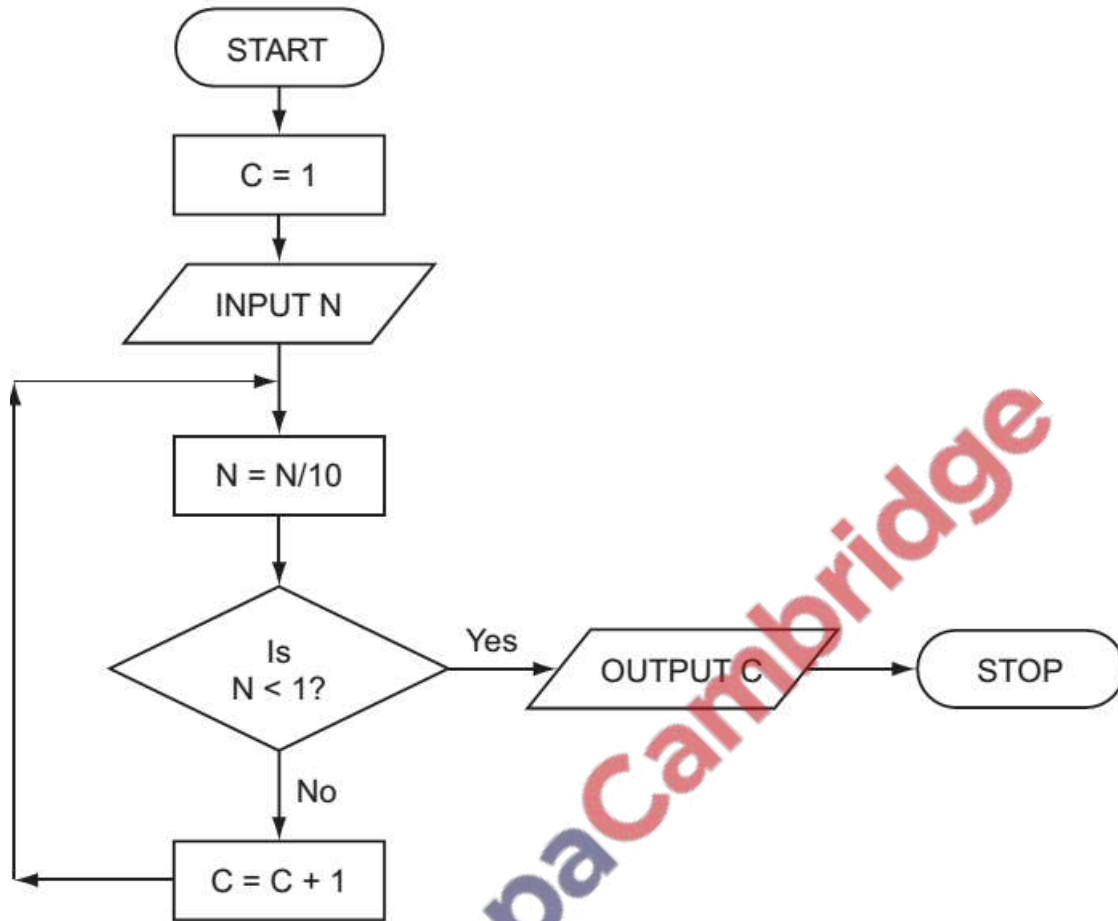 START
C = 1
INPUT N
N = N/10
Is
N < 1?
Yes
OUTPUT C
STOP
No
C = C + 1
paCambridge